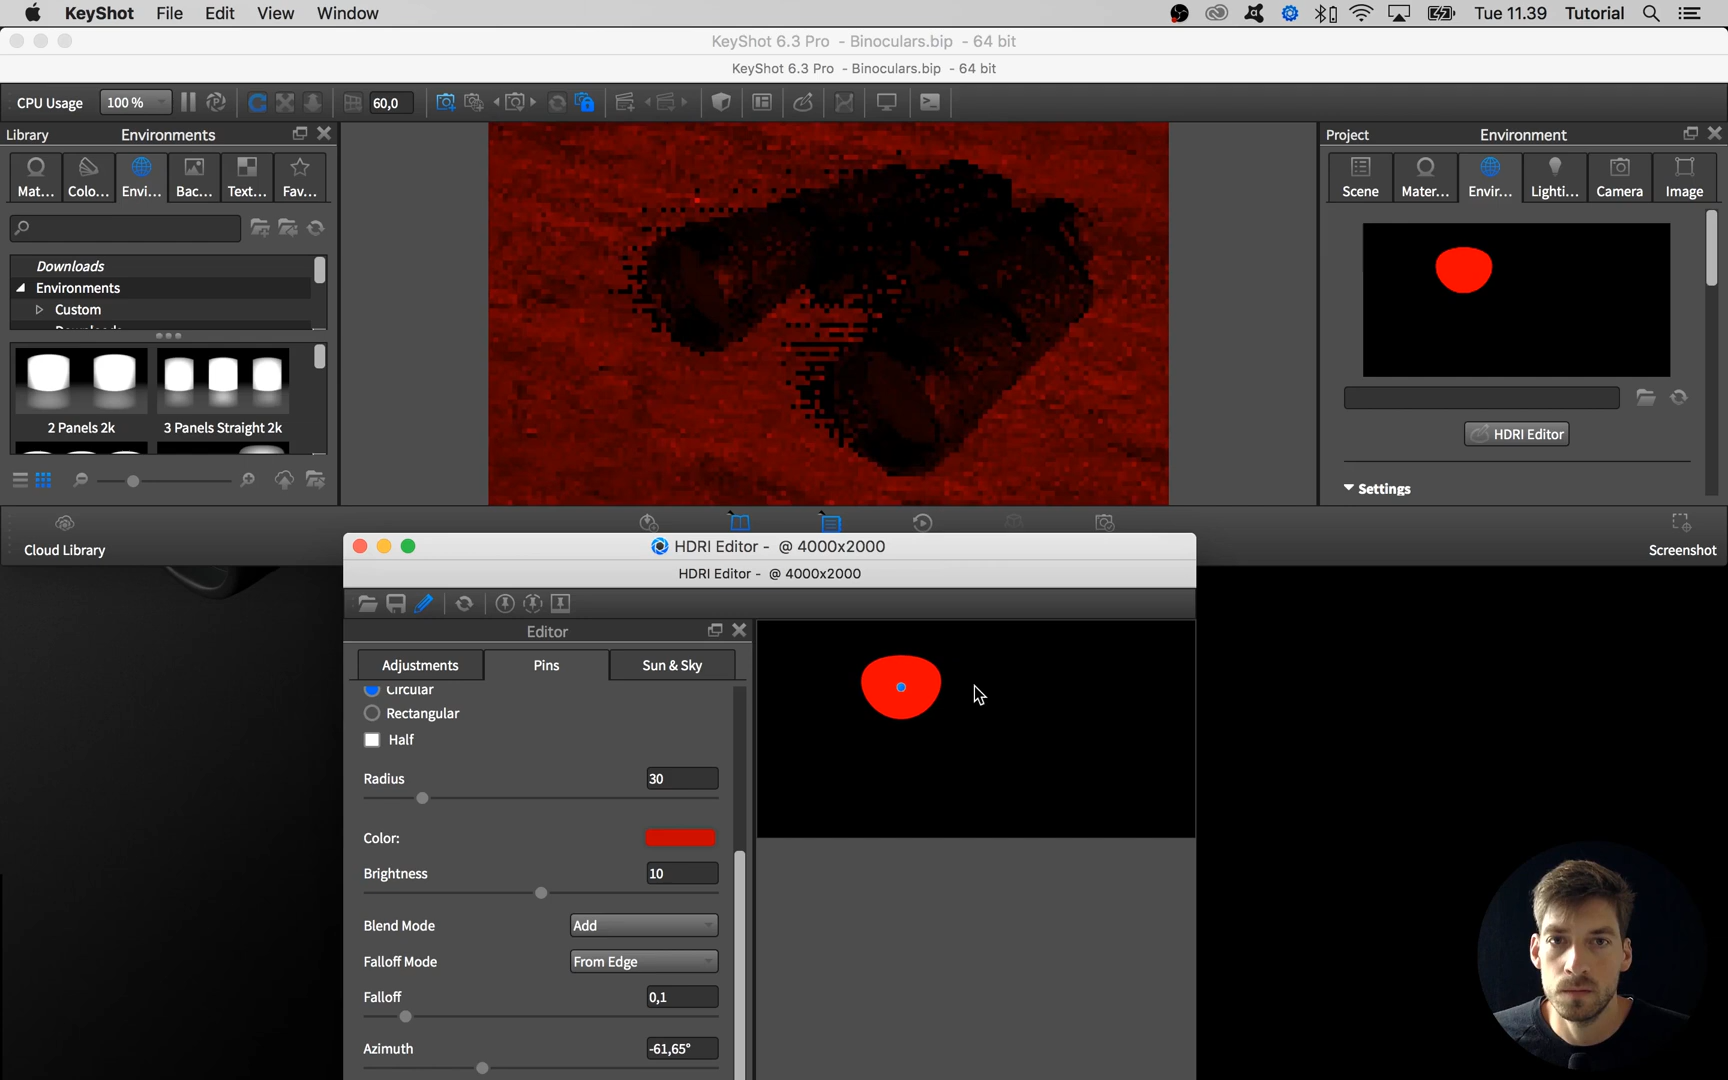 KeyShot File Edit View Window Tue 11.39 Tutorial
KeyShot 6.3 Pro - Binoculars.bip - 64 bit
KeyShot 6.3 Pro - Binoculars.bip - 64 bit
CPU Usage 100 % 60,0
Library Environments
Mat... Colo... Envi... Bac... Text... Fav...
Downloads
Environments
Custom
2 Panels 2k 3 Panels Straight 2k
Project Environment
Scene Mater... Envir... Lighti... Camera Image
HDRI Editor
Settings
Cloud Library
Screenshot
HDRI Editor - @ 4000x2000
HDRI Editor - @ 4000x2000
Editor
Adjustments Pins Sun & Sky
Circular
Rectangular
Half
Radius 30
Color:
Brightness 10
Blend Mode Add
Falloff Mode From Edge
Falloff 0,1
Azimuth -61,65°